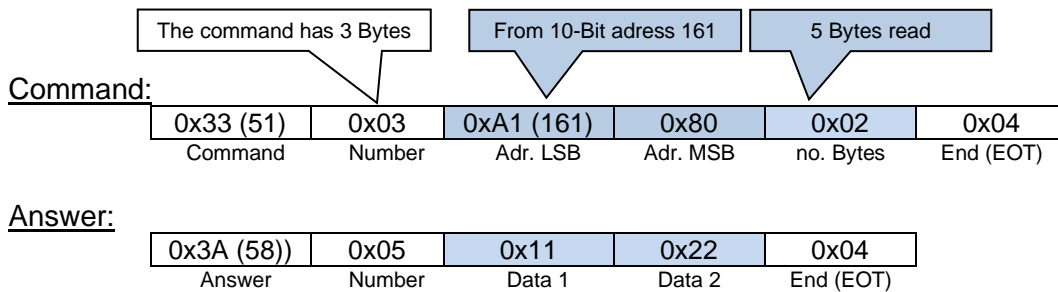 The command has 3 Bytes From 10-Bit adress 161 5 Bytes read
Command:
0x33 (51) 0x03 0xA1 (161) 0x80 0x02 0x04
Command Number Adr. LSB Adr. MSB no. Bytes End (EOT)
Answer:
0x3A (58)) 0x05 0x11 0x22 0x04
Answer Number Data 1 Data 2 End (EOT)